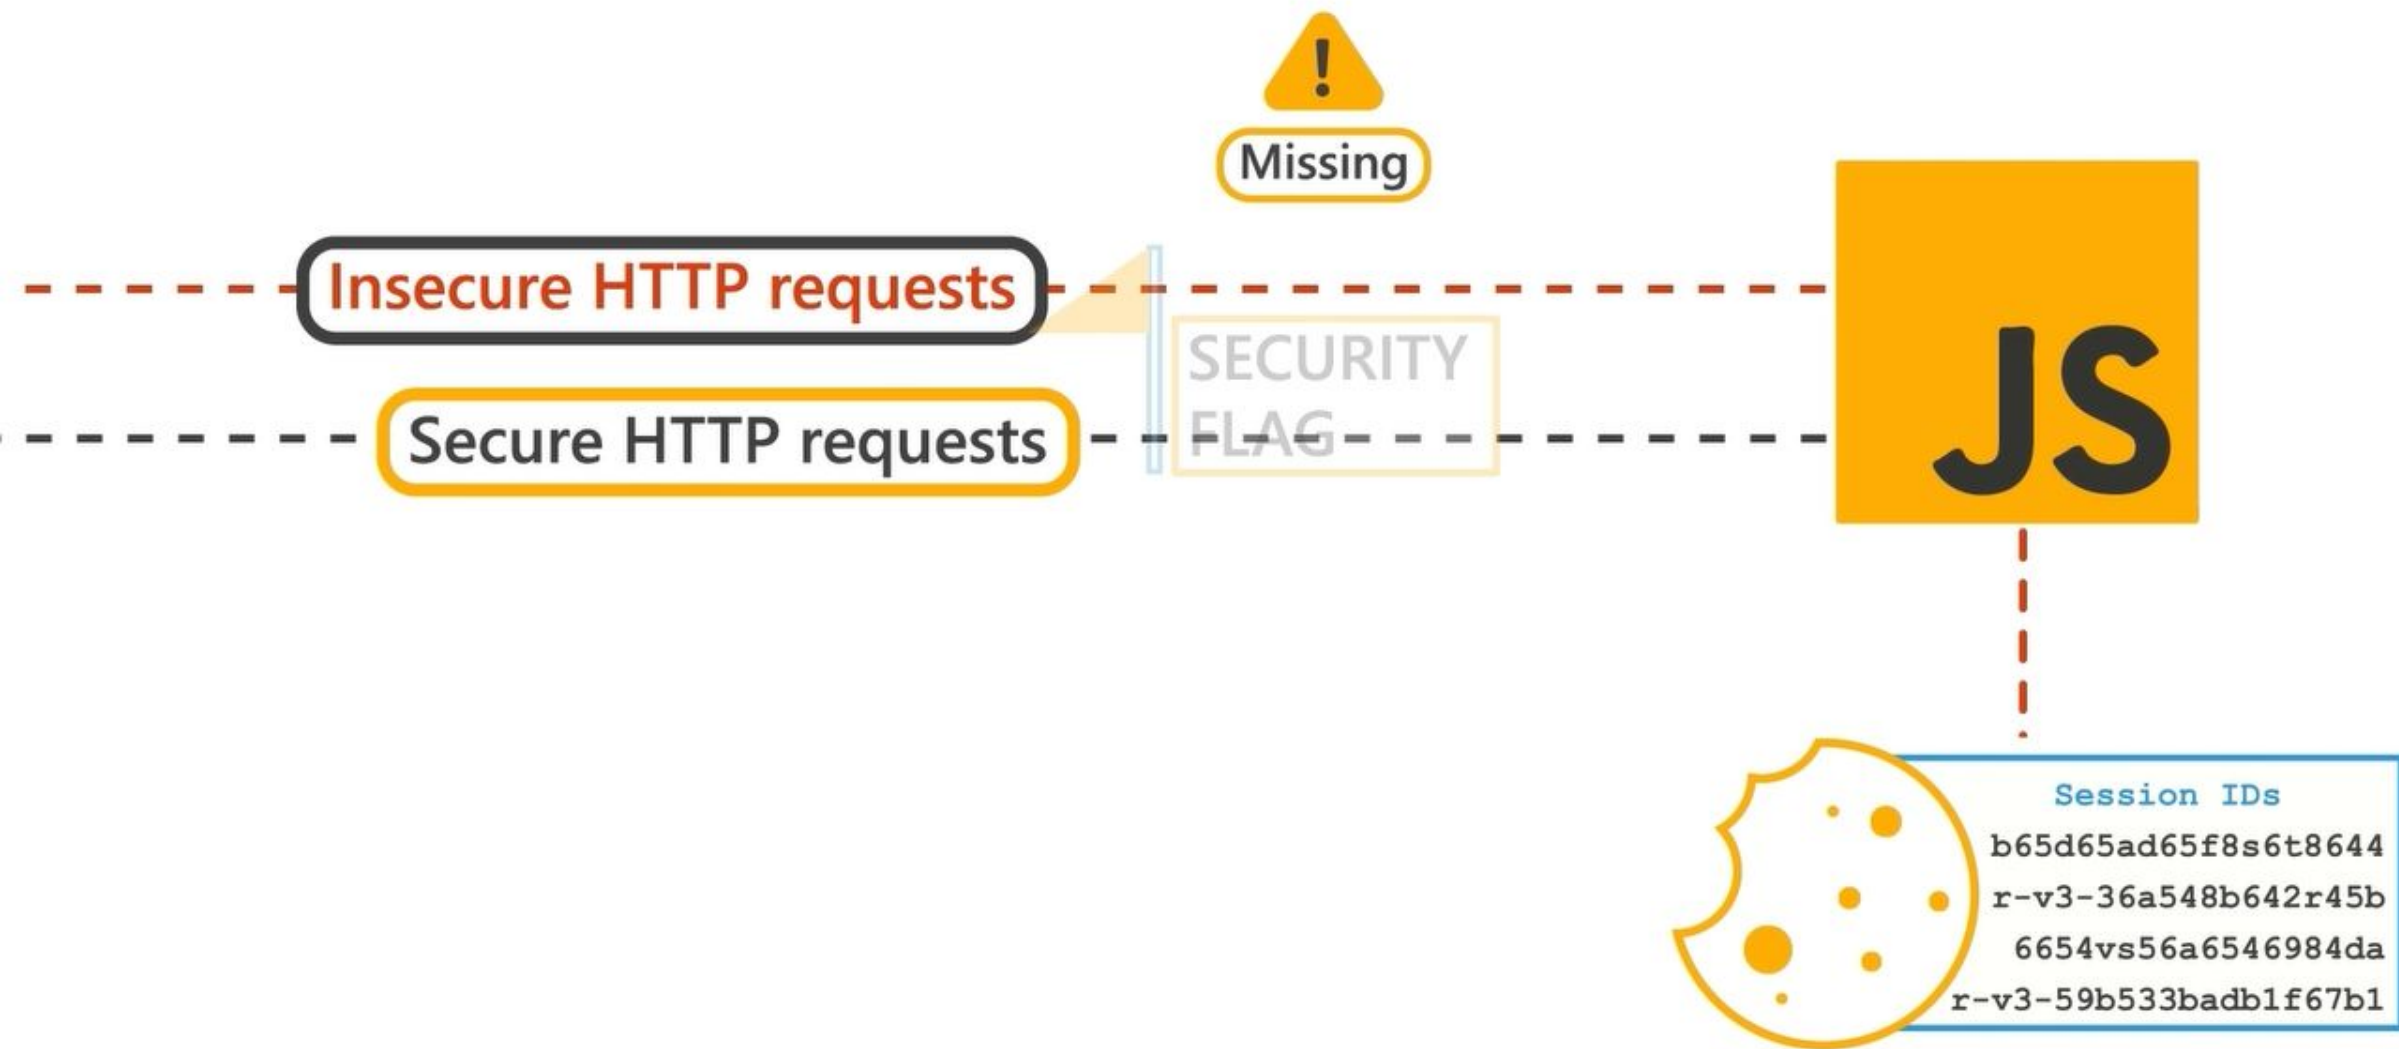 !
Missing
Insecure HTTP requests
SECURITY
FLAG
Secure HTTP requests
JS
Session IDs
b65d65ad65f8s6t8644
r-v3-36a548b642r45b
6654vs56a6546984da
r-v3-59b533badb1f67b1